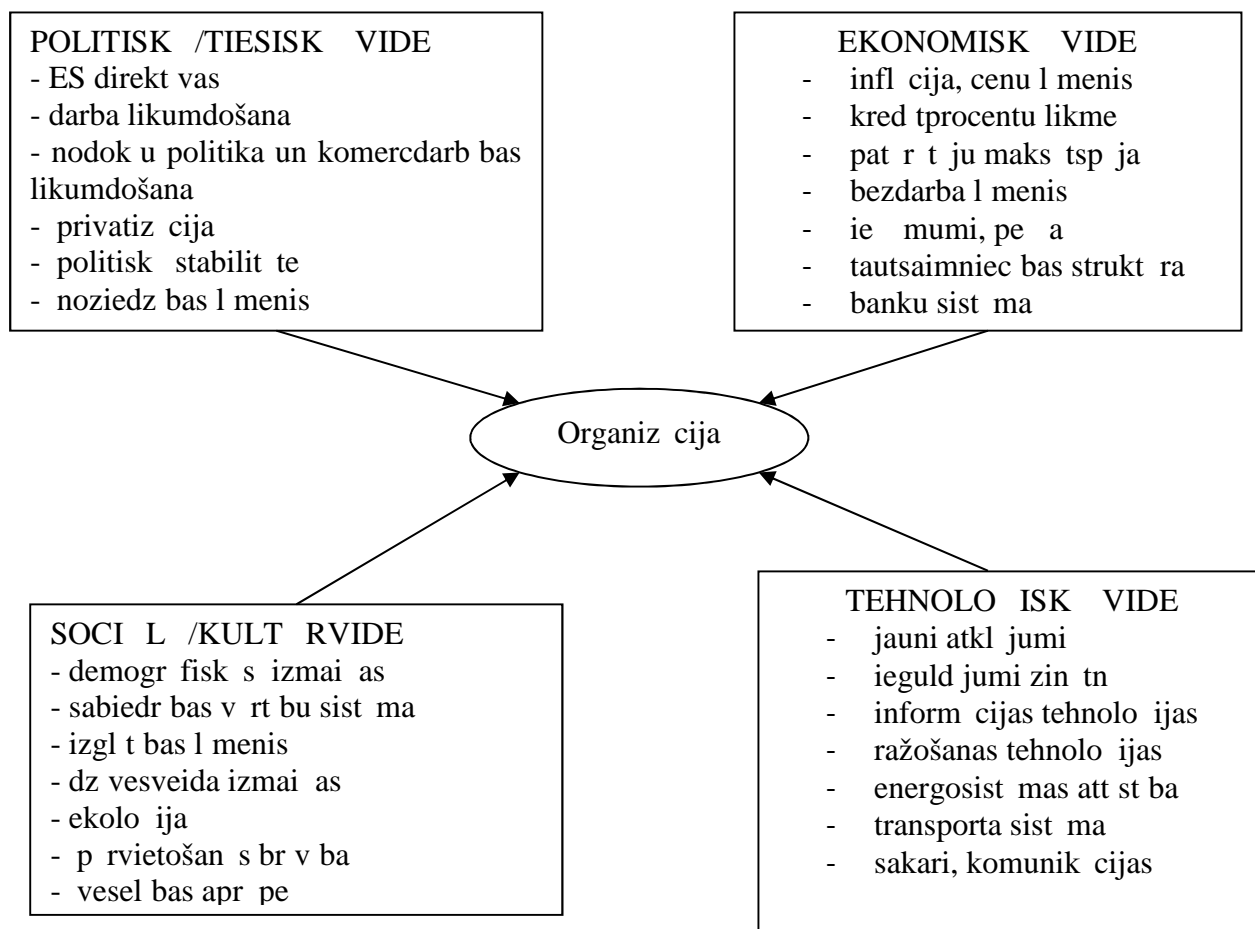 POLITISK /TIESISK VIDE
- ES direkt vas
- darba likumdošana
- nodok u politika un komercdarb bas
likumdošana
- privatiz cija
- politisk stabilit te
- noziedz bas l menis
EKONOMISK VIDE
- infl cija, cenu l menis
- kred tprocentu likme
- pat r t ju maks tsp ja
- bezdarba l menis
- ie mumi, pe a
- tautsaimniec bas strukt ra
- banku sist ma
Organiz cija
SOCI L /KULT RVIDE
- demogr fisk s izmai as
- sabiedr bas v rt bu sist ma
- izgl t bas l menis
- dz vesveida izmai as
- ekolo ija
- p rvietošan s br v ba
- vesel bas apr pe
TEHNOLO ISK VIDE
- jauni atkl jumi
- ieguld jumi zin tn
- inform cijas tehnolo ijas
- ražošanas tehnolo ijas
- energosist mas att st ba
- transporta sist ma
- sakari, komunik cijas